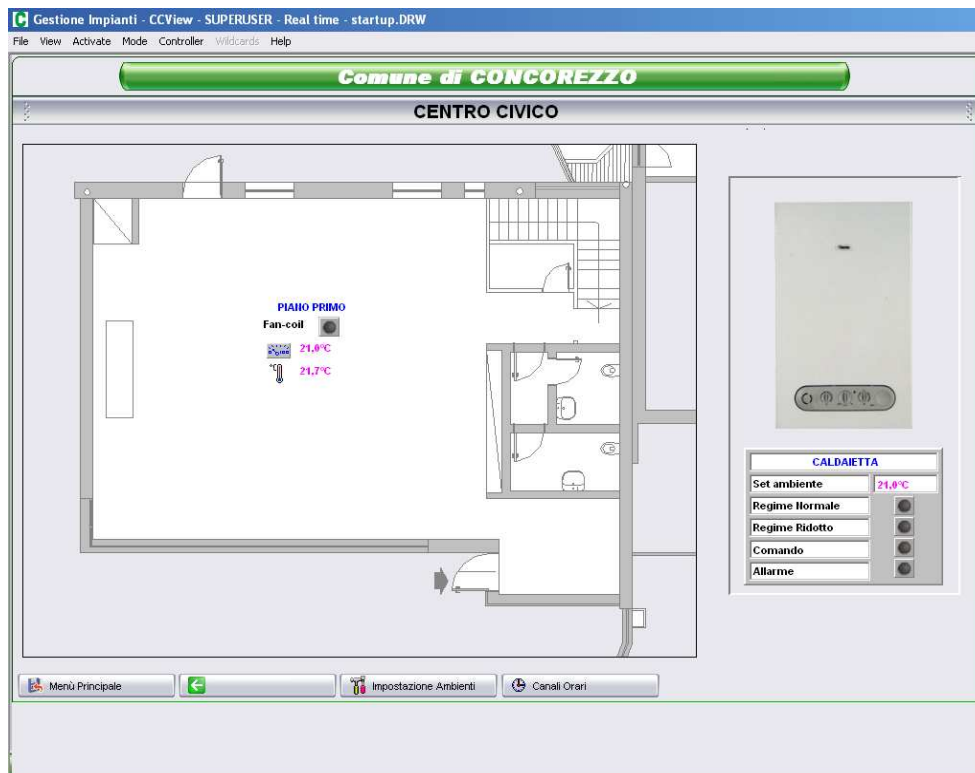 Gestione Impianti - CCView - SUPERUSER - Real time - startup.DRW
File View Activate Mode Controller Wildcards Help
Comune di CONCOREZZO
CENTRO CIVICO
PIANO PRIMO
Fan-coil
21,0°C
°C
21,7°C
CALDAIETTA
Set ambiente 21,0°C
Regime Normale
Regime Ridotto
Comando
Allarme
Menù Principale
Impostazione Ambienti
Canali Orari